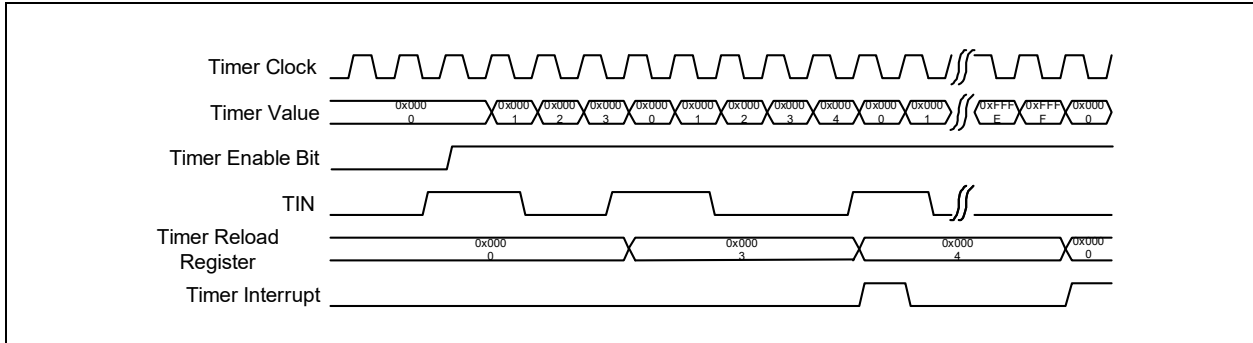 Timer Clock
Timer Value
0x000 0x000 0x000 0x000 0x000 0x000 0x000 0x000 0x000 0x000 0x000 0xFFF 0xFFF 0x000
0 1 2 3 0 1 2 3 4 0 1 E F 0
Timer Enable Bit
TIN
Timer Reload
Register
0x000 0x000 0x000 0x000
0 3 4 0
Timer Interrupt